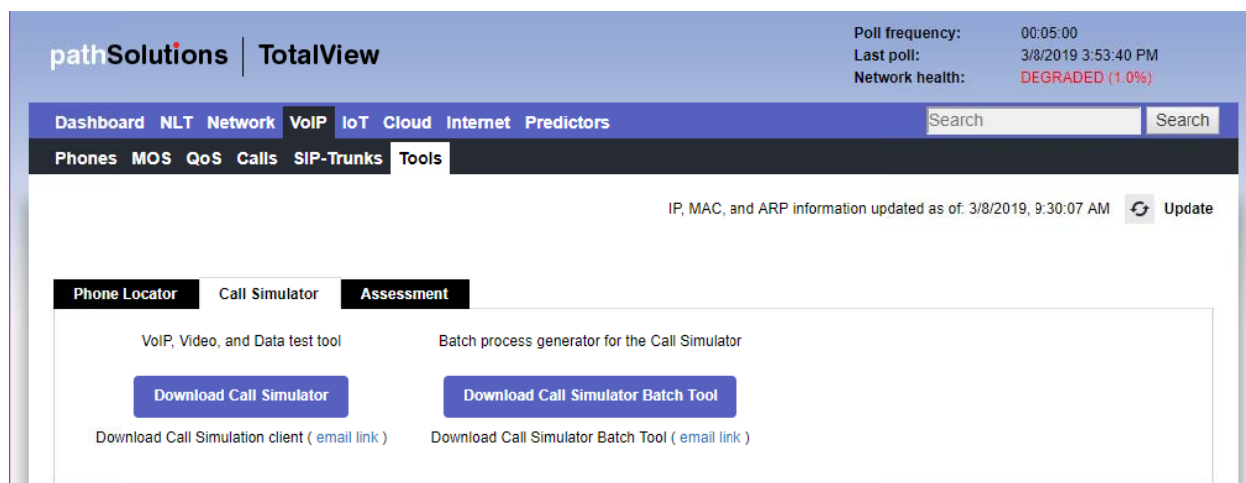 pathSolutions TotalView
Poll frequency: 00:05:00
Last poll: 3/8/2019 3:53:40 PM
Network health: DEGRADED (1.0%)
Dashboard NLT Network VoIP IoT Cloud Internet Predictors Search Search
Phones MOS QoS Calls SIP-Trunks Tools
IP, MAC, and ARP information updated as of: 3/8/2019, 9:30:07 AM Update
Phone Locator Call Simulator Assessment
VoIP, Video, and Data test tool Batch process generator for the Call Simulator
Download Call Simulator Download Call Simulator Batch Tool
Download Call Simulation client ( email link ) Download Call Simulator Batch Tool ( email link )